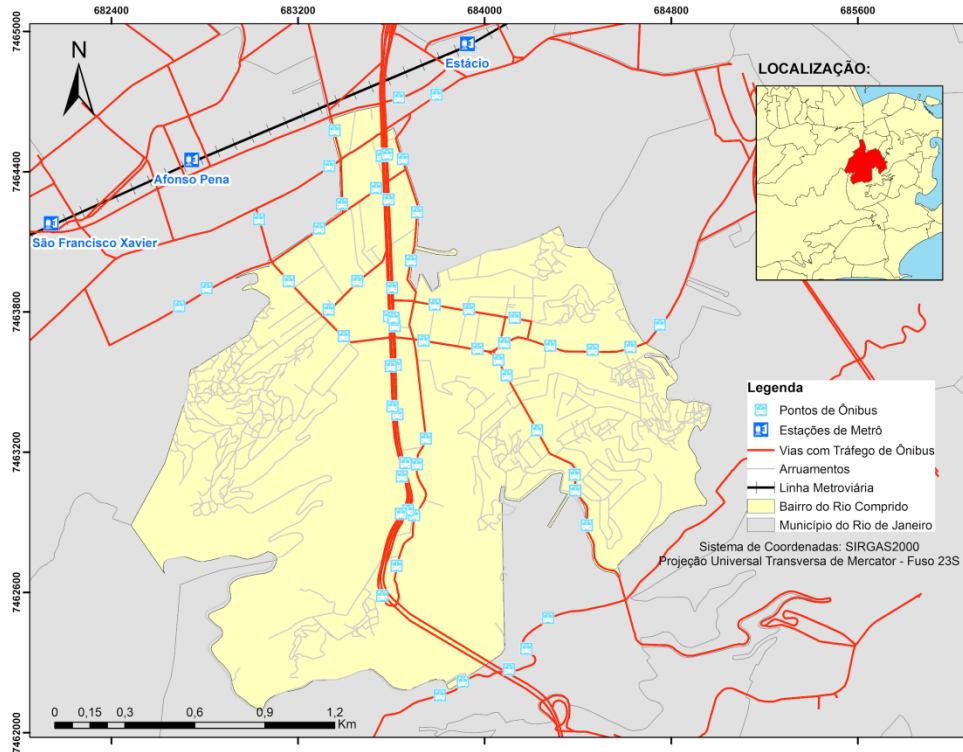 682400
683200
684000
684800
685600
7465000
7464400
7463800
7463200
7462600
7462000
N
Estácio
Afonso Pena
São Francisco Xavier
LOCALIZAÇÃO:
Legenda
Pontos de Ônibus
Estações de Metrô
Vias com Tráfego de Ônibus
Arruamentos
Linha Metroviária
Bairro do Rio Comprido
Município do Rio de Janeiro
Sistema de Coordenadas: SIRGAS2000
Projeção Universal Transversa de Mercator - Fuso 23S
0 0,15 0,3 0,6 0,9 1,2
Km